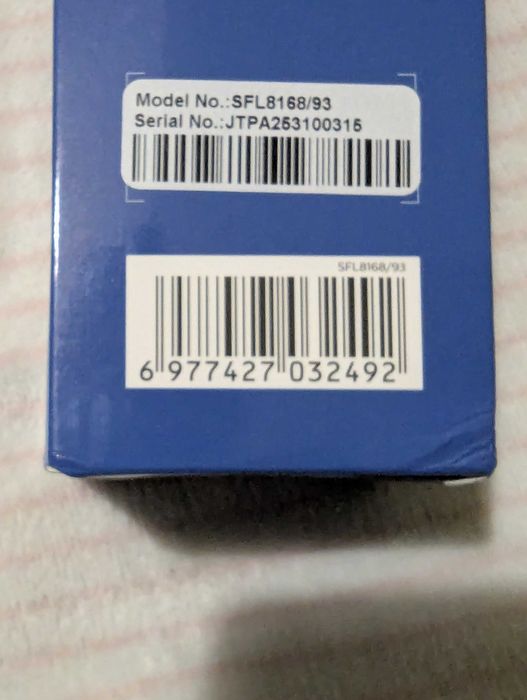 Model No.:SFL8168/93
Serial No.:JTPA253100315
SFL8168/93
6 977427 032492